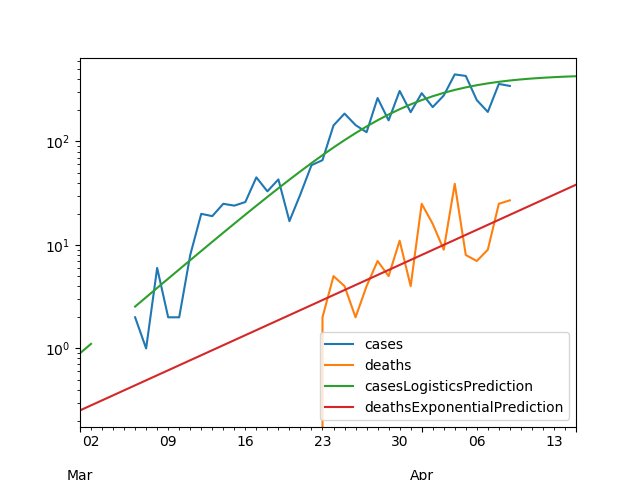 10²
10¹
10⁰
cases
deaths
casesLogisticsPrediction
deathsExponentialPrediction
02 09 16 23 30 06 13
Mar Apr